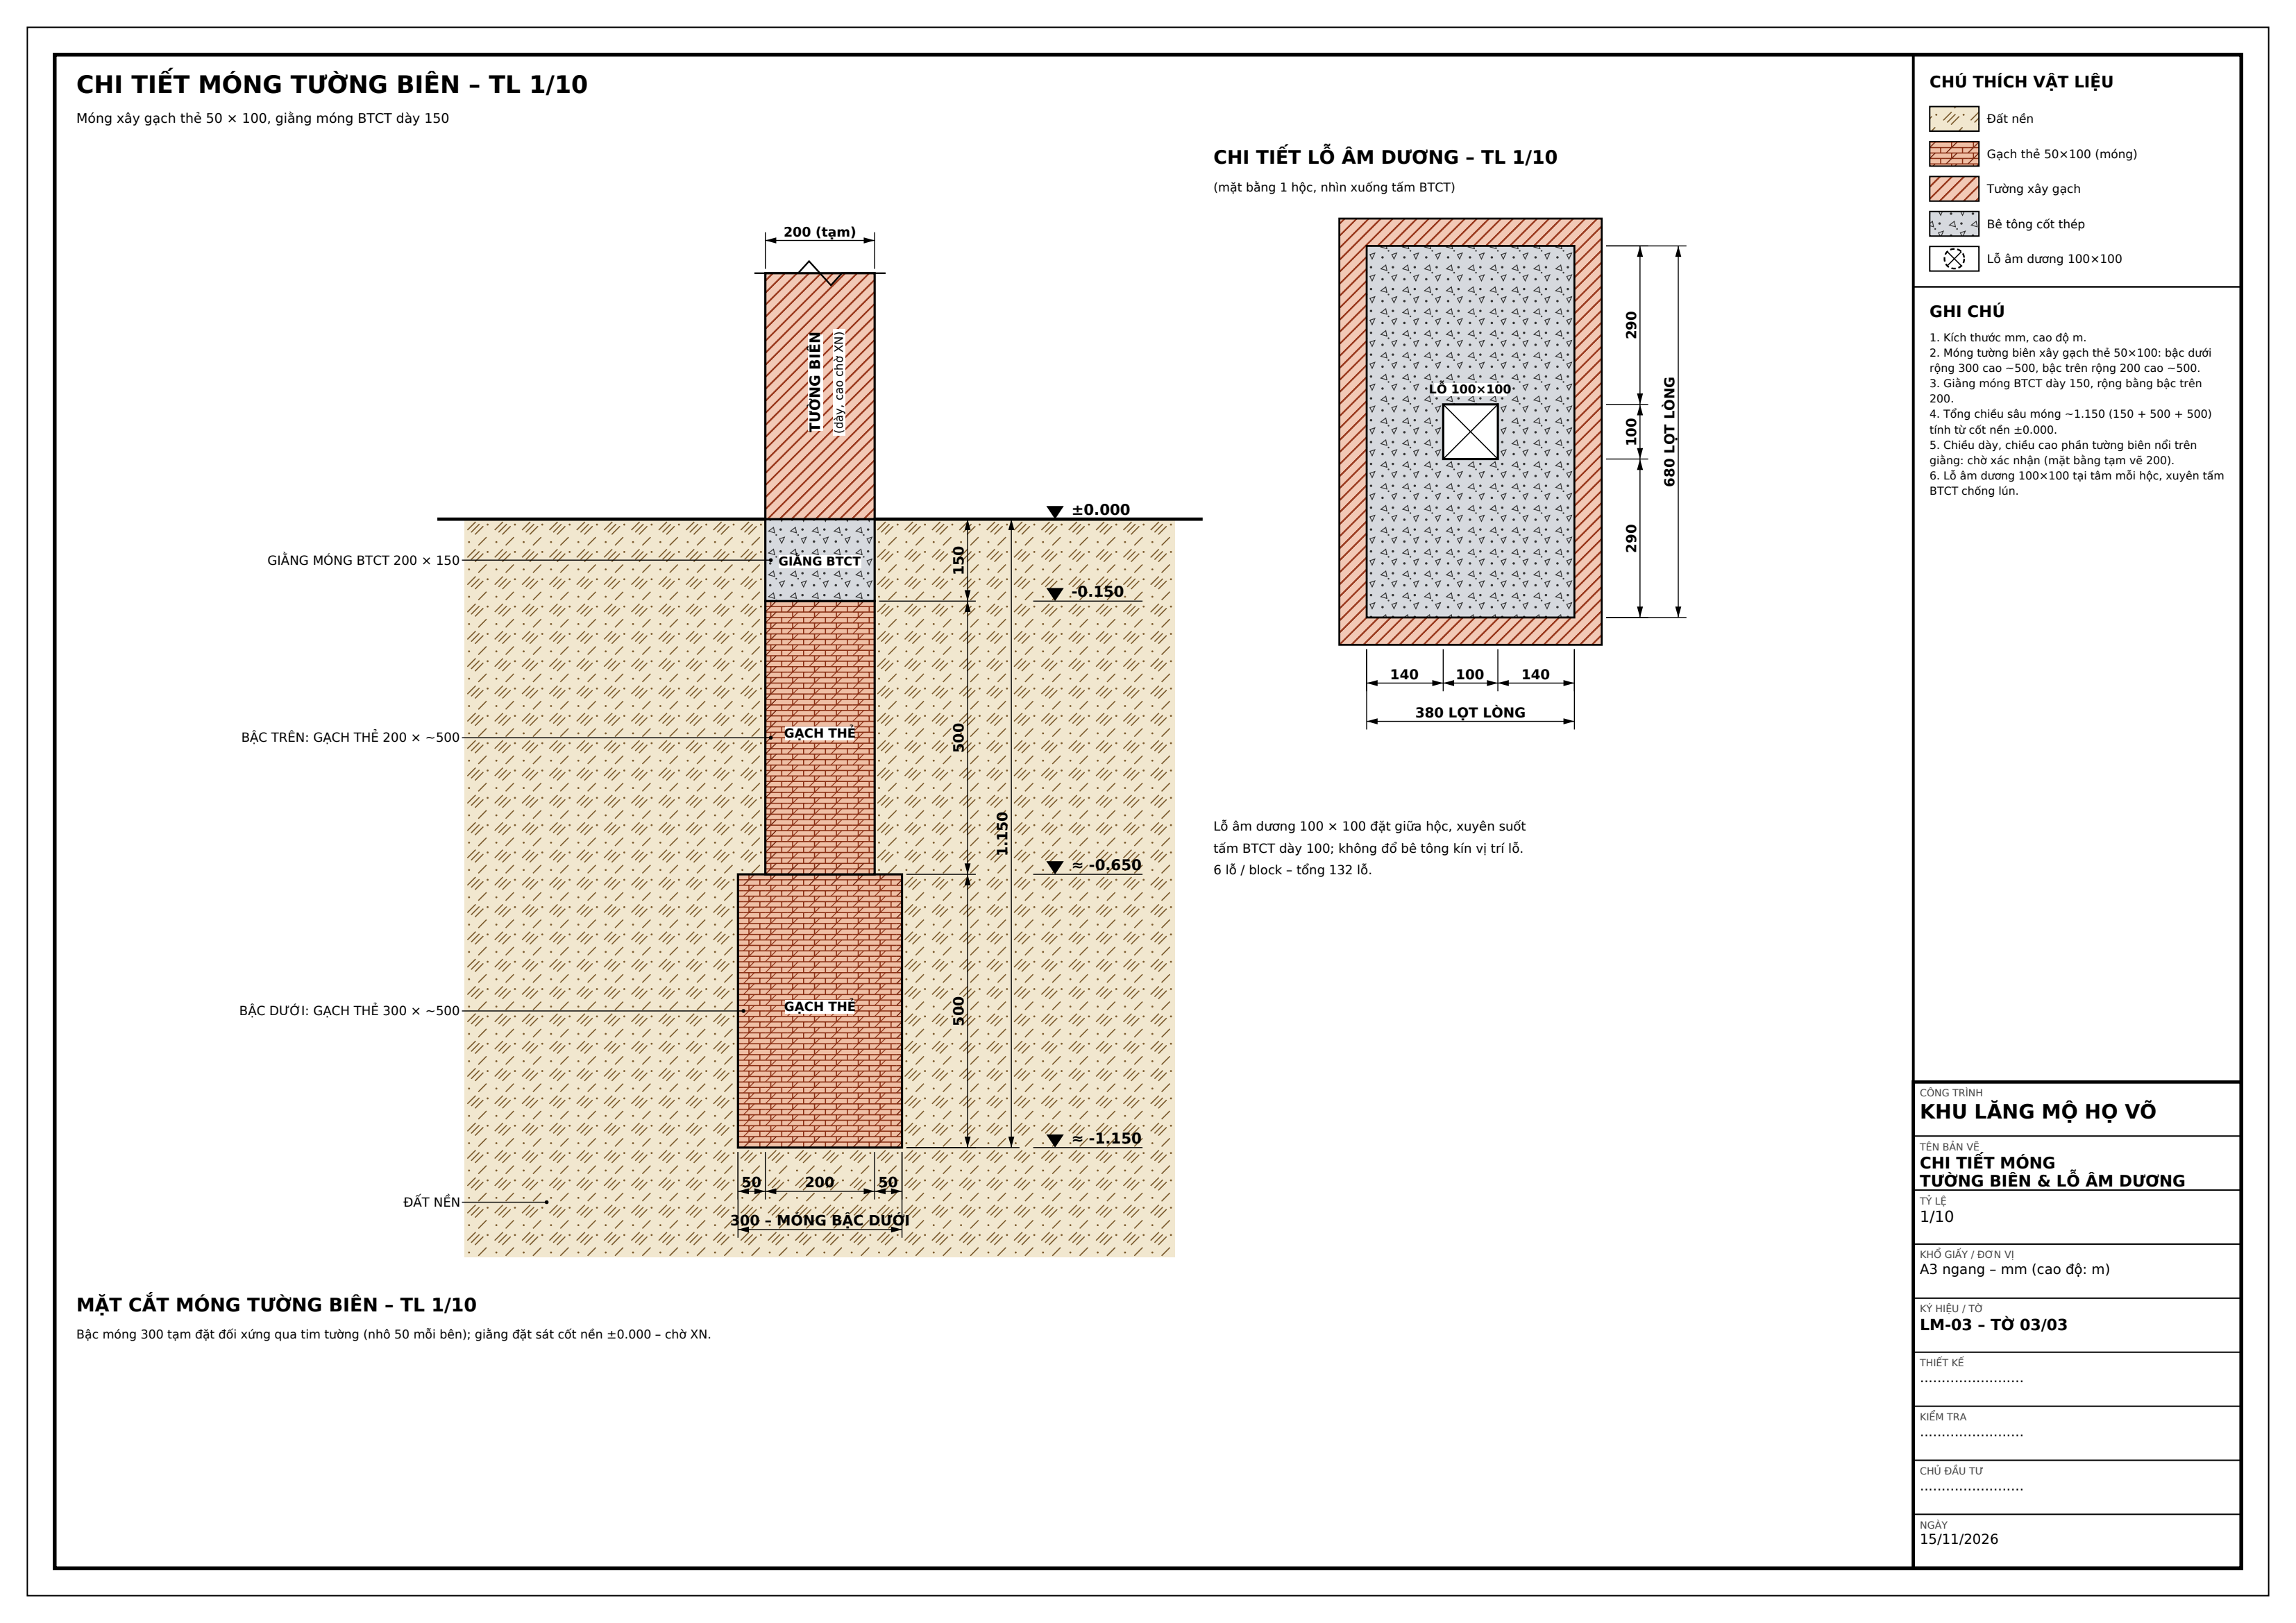 CHI TIẾT MÓNG TƯỜNG BIÊN – TL 1/10
Móng xây gạch thẻ 50 × 100, giằng móng BTCT dày 150
200 (tạm)
TƯỜNG BIÊN
(dày, cao chờ XN)
±0.000
GIẰNG MÓNG BTCT 200 × 150
GIẰNG BTCT
150
-0.150
BẬC TRÊN: GẠCH THẺ 200 × ~500
GẠCH THẺ
500
1.150
≈ -0.650
BẬC DƯỚI: GẠCH THẺ 300 × ~500
GẠCH THẺ
500
≈ -1.150
50
200
50
ĐẤT NỀN
300 – MÓNG BẬC DƯỚI
MẶT CẮT MÓNG TƯỜNG BIÊN – TL 1/10
Bậc móng 300 tạm đặt đối xứng qua tim tường (nhô 50 mỗi bên); giằng đặt sát cốt nền ±0.000 – chờ XN.
CHI TIẾT LỖ ÂM DƯƠNG – TL 1/10
(mặt bằng 1 hộc, nhìn xuống tấm BTCT)
290
LỖ 100×100
100
680 LỌT LÒNG
290
140
100
140
380 LỌT LÒNG
Lỗ âm dương 100 × 100 đặt giữa hộc, xuyên suốt
tấm BTCT dày 100; không đổ bê tông kín vị trí lỗ.
6 lỗ / block – tổng 132 lỗ.
CHÚ THÍCH VẬT LIỆU
Đất nền
Gạch thẻ 50×100 (móng)
Tường xây gạch
Bê tông cốt thép
Lỗ âm dương 100×100
GHI CHÚ
1. Kích thước mm, cao độ m.
2. Móng tường biên xây gạch thẻ 50×100: bậc dưới
rộng 300 cao ~500, bậc trên rộng 200 cao ~500.
3. Giằng móng BTCT dày 150, rộng bằng bậc trên
200.
4. Tổng chiều sâu móng ~1.150 (150 + 500 + 500)
tính từ cốt nền ±0.000.
5. Chiều dày, chiều cao phần tường biên nổi trên
giằng: chờ xác nhận (mặt bằng tạm vẽ 200).
6. Lỗ âm dương 100×100 tại tâm mỗi hộc, xuyên tấm
BTCT chống lún.
CÔNG TRÌNH
KHU LĂNG MỘ HỌ VÕ
TÊN BẢN VẼ
CHI TIẾT MÓNG
TƯỜNG BIÊN & LỖ ÂM DƯƠNG
TỶ LỆ
1/10
KHỔ GIẤY / ĐƠN VỊ
A3 ngang – mm (cao độ: m)
KÝ HIỆU / TỜ
LM-03 – TỜ 03/03
THIẾT KẾ
........................
KIỂM TRA
........................
CHỦ ĐẦU TƯ
........................
NGÀY
15/11/2026